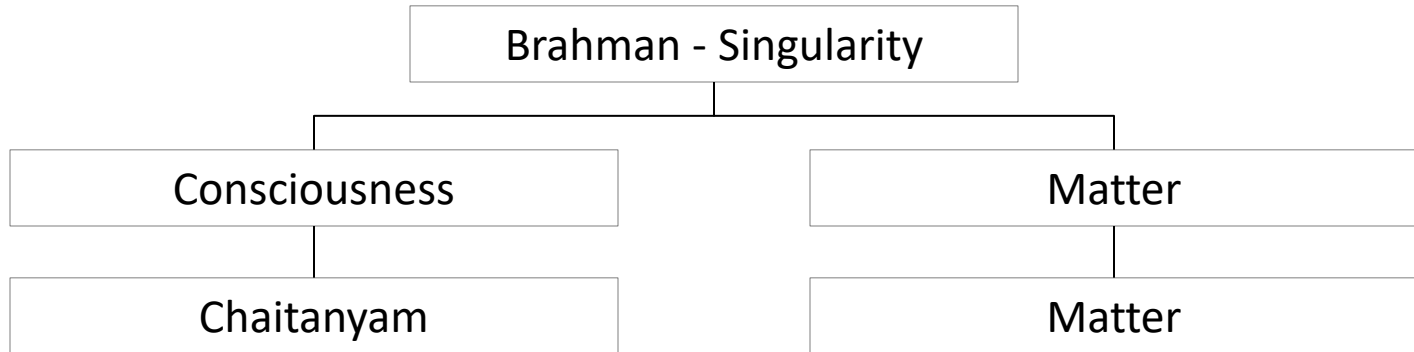 Brahman - Singularity
Consciousness
Matter
Chaitanyam
Matter